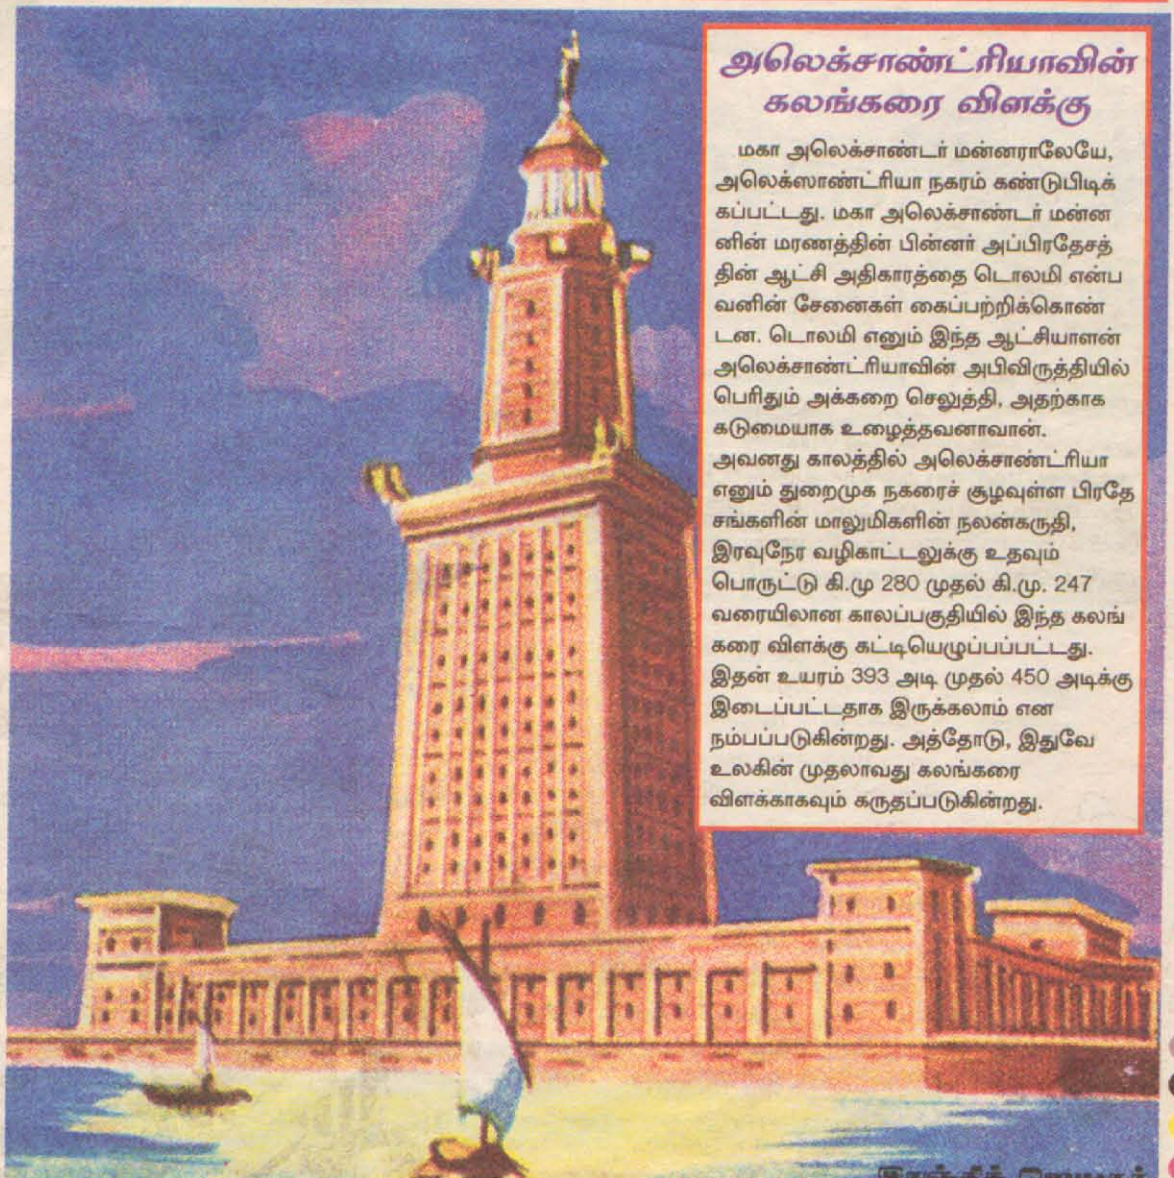 அலெக்சாண்ட்ரியாவின்
கலங்கரை விளக்கு
மகா அலெக்சாண்டர் மன்னராலேயே,
அலெக்ஸாண்ட்ரியா நகரம் கண்டுபிடிக்
கப்பட்டது. மகா அலெக்சாண்டர் மன்ன
னின் மரணத்தின் பின்னர் அப்பிரதேசத்
தின் ஆட்சி அதிகாரத்தை டொலமி என்ப
வனின் சேனைகள் கைப்பற்றிக்கொண்
டன. டொலமி எனும் இந்த ஆட்சியாளன்
அலெக்சாண்ட்ரியாவின் அபிவிருத்தியில்
பெரிதும் அக்கறை செலுத்தி, அதற்காக
கடுமையாக உழைத்தவனாவான்.
அவனது காலத்தில் அலெக்சாண்ட்ரியா
எனும் துறைமுக நகரைச் சூழவுள்ள பிரதே
சங்களின் மாலுமிகளின் நலன்கருதி,
இரவுநேர வழிகாட்டலுக்கு உதவும்
பொருட்டு கி.மு 280 முதல் கி.மு. 247
வரையிலான காலப்பகுதியில் இந்த கலங்
கரை விளக்கு கட்டியெழுப்பப்பட்டது.
இதன் உயரம் 393 அடி முதல் 450 அடிக்கு
இடைப்பட்டதாக இருக்கலாம் என
நம்பப்படுகின்றது. அத்தோடு, இதுவே
உலகின் முதலாவது கலங்கரை
விளக்காகவும் கருதப்படுகின்றது.